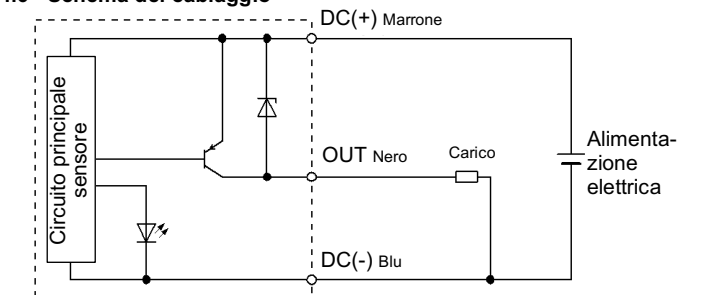 Schema del cablaggio
DC(+) Marrone
Circuito principale
sensore
OUT Nero
Carico
Alimenta-
zione
elettrica
DC(-) Blu